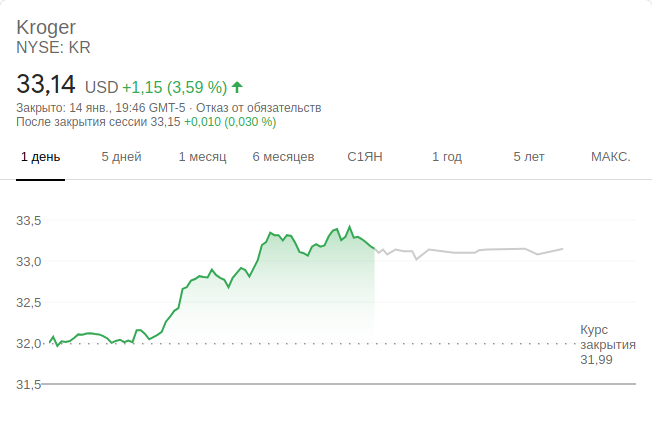 Kroger
NYSE: KR
33,14 USD +1,15 (3,59 %)
Закрыто: 14 янв., 19:46 GMT-5 · Отказ от обязательств
После закрытия сессии 33,15 +0,010 (0,030 %)
1 день 5 дней 1 месяц 6 месяцев С1ЯН 1 год 5 лет МАКС.
33,5
33,0
32,5
32,0
31,5
Курс
закрытия
31,99